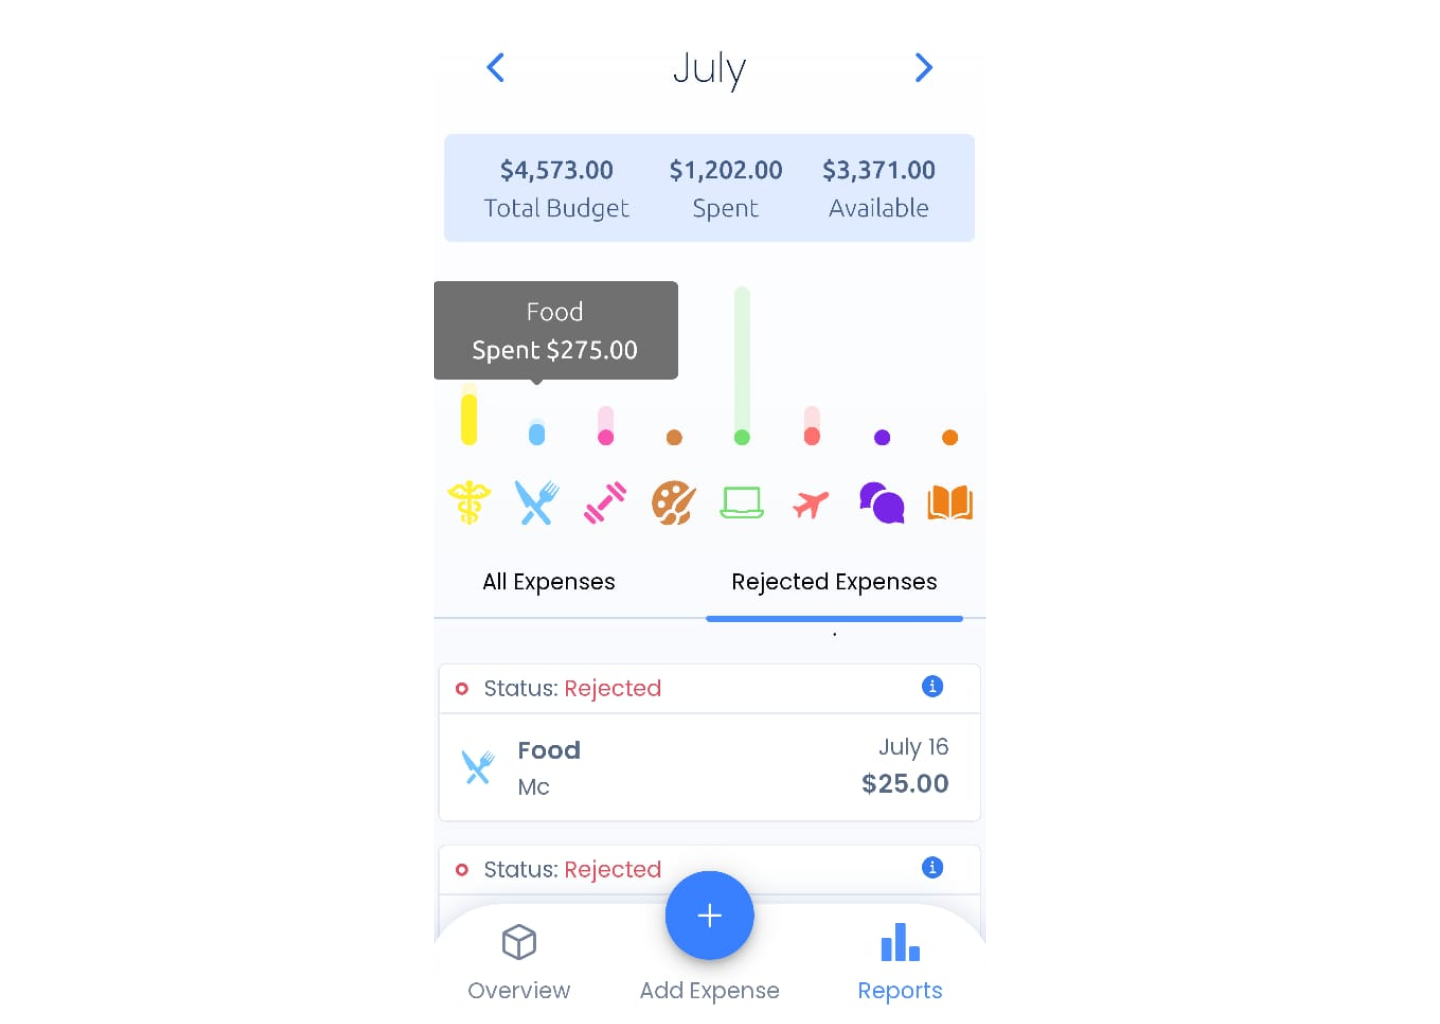 July
$4,573.00 $1,202.00 $3,371.00
Total Budget Spent Available
Food
Spent $275.00
All Expenses Rejected Expenses
Status: Rejected
Food July 16
Mc $25.00
Status: Rejected
Overview Add Expense Reports